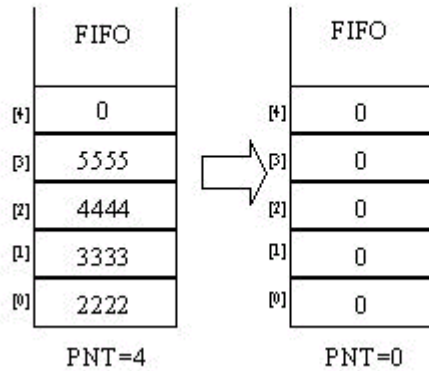 FIFO FIFO
[4] 0 [4] 0
[3] 5555 [3] 0
[2] 4444 [2] 0
[1] 3333 [1] 0
[0] 2222 [0] 0
PNT=4 PNT=0